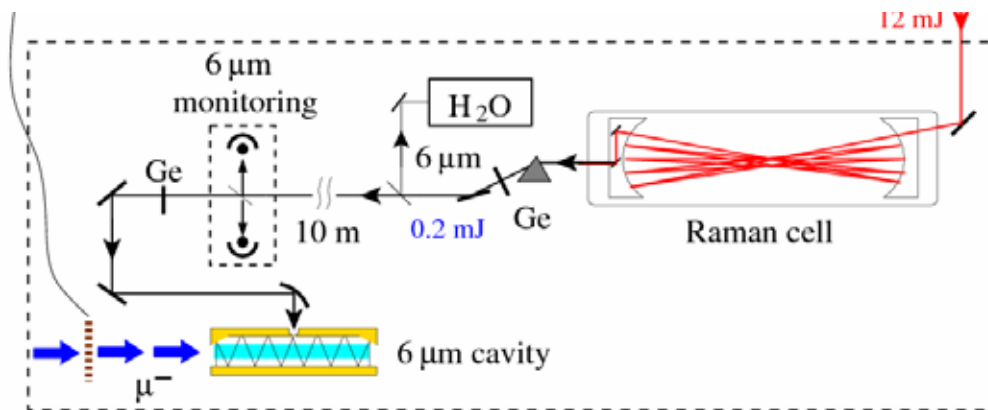 12 mJ
6 µm
monitoring
H₂O
6 µm
Ge
Ge
10 m
0.2 mJ
Raman cell
6 µm cavity
µ⁻